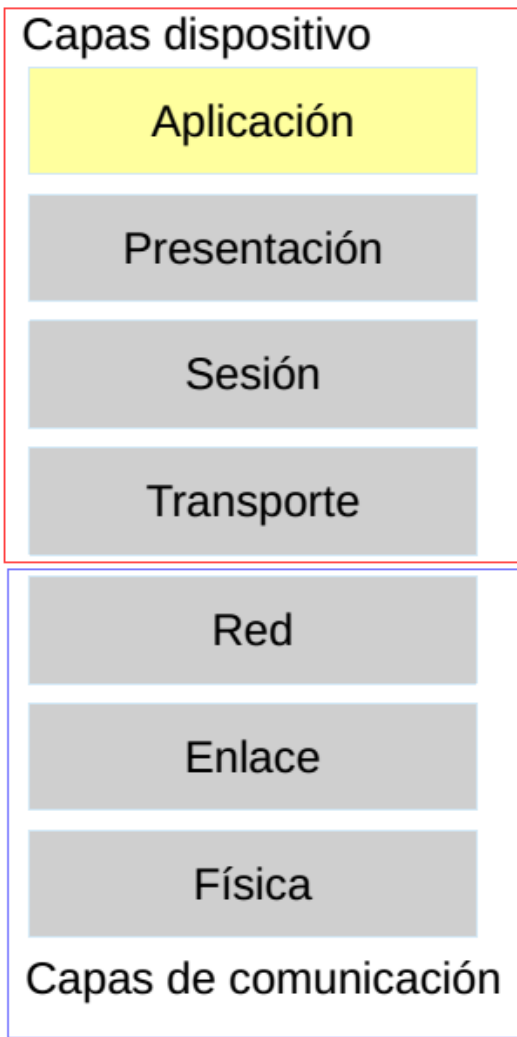 Capas dispositivo
Aplicación
Presentación
Sesión
Transporte
Red
Enlace
Física
Capas de comunicación